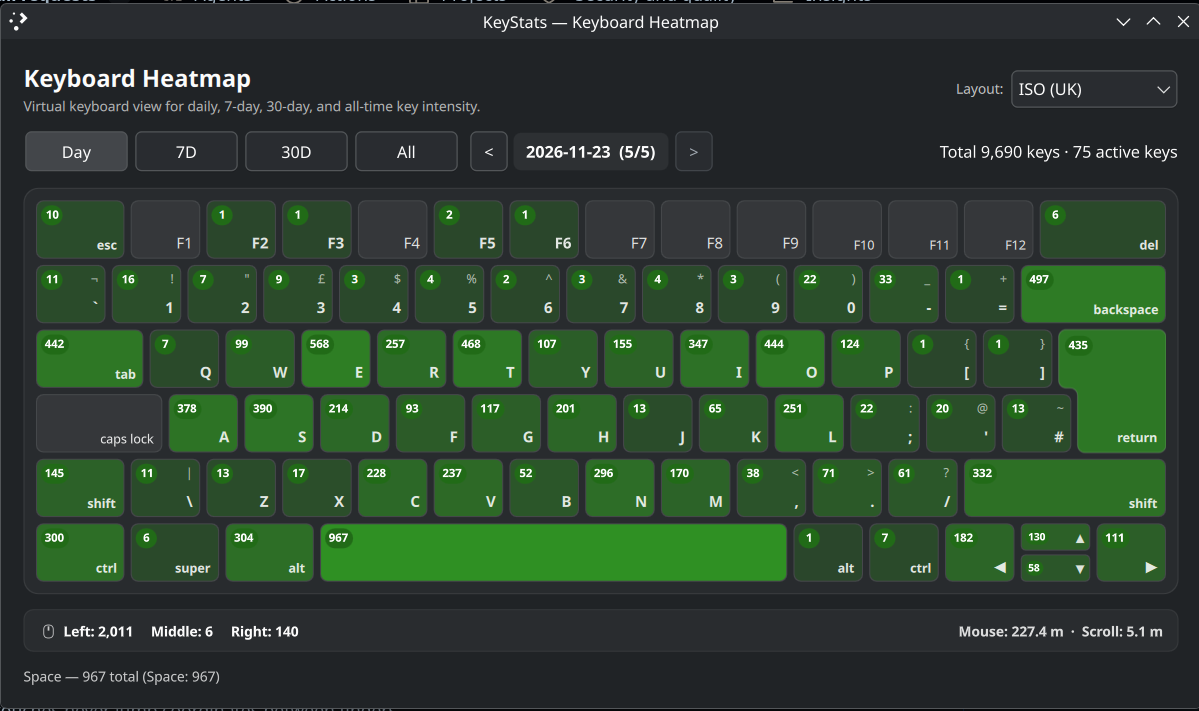 KeyStats — Keyboard Heatmap
Keyboard Heatmap
Virtual keyboard view for daily, 7-day, 30-day, and all-time key intensity.
Layout: ISO (UK)
Day 7D 30D All < 2026-11-23 (5/5) > Total 9,690 keys · 75 active keys
10 1 1 2 1 6
esc F1 F2 F3 F4 F5 F6 F7 F8 F9 F10 F11 F12 del
11 ¬ 16 ! 7 " 9 £ 3 $ 4 % 2 ^ 3 & 4 * 3 ( 22 ) 33 _ 1 + 497
` 1 2 3 4 5 6 7 8 9 0 - = backspace
442 7 99 568 257 468 107 155 347 444 124 1 { 1 } 435
tab Q W E R T Y U I O P [ ]
378 390 214 93 117 201 13 65 251 22 : 20 @ 13 ~
caps lock A S D F G H J K L ; ' # return
145 11 | 13 17 228 237 52 296 170 38 < 71 > 61 ? 332
shift \ Z X C V B N M , . / shift
300 6 304 967 1 7 182 130 ▲ 111
ctrl super alt alt ctrl ◀ 58 ▼ ▶
Left: 2,011 Middle: 6 Right: 140 Mouse: 227.4 m · Scroll: 5.1 m
Space — 967 total (Space: 967)